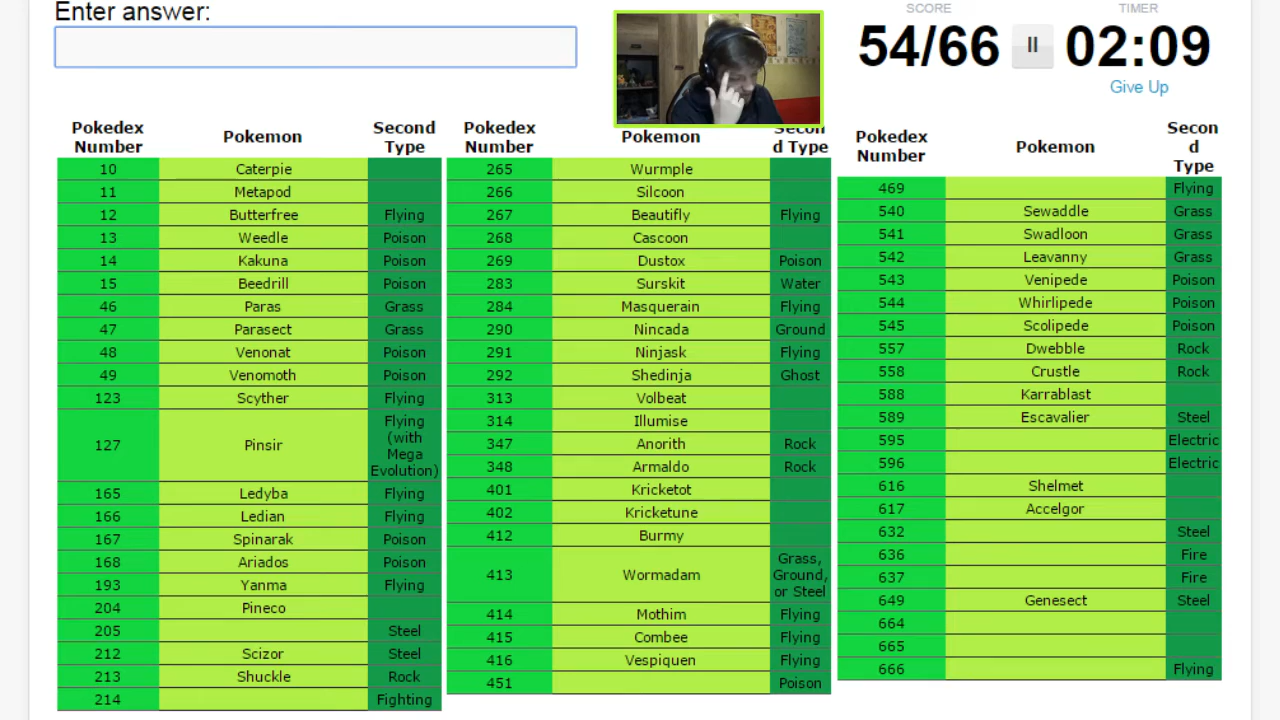 Enter answer:
SCORE
TIMER
54/66
02:09
Give Up
Pokedex Number Pokemon Second Type
10 Caterpie
11 Metapod
12 Butterfree Flying
13 Weedle Poison
14 Kakuna Poison
15 Beedrill Poison
46 Paras Grass
47 Parasect Grass
48 Venonat Poison
49 Venomoth Poison
123 Scyther Flying
127 Pinsir Flying (with Mega Evolution)
165 Ledyba Flying
166 Ledian Flying
167 Spinarak Poison
168 Ariados Poison
193 Yanma Flying
204 Pineco
205 Steel
212 Scizor Steel
213 Shuckle Rock
214 Fighting
Pokedex Number Pokemon Second Type
265 Wurmple
266 Silcoon
267 Beautifly Flying
268 Cascoon
269 Dustox Poison
283 Surskit Water
284 Masquerain Flying
290 Nincada Ground
291 Ninjask Flying
292 Shedinja Ghost
313 Volbeat
314 Illumise
347 Anorith Rock
348 Armaldo Rock
401 Kricketot
402 Kricketune
412 Burmy
413 Wormadam Grass, Ground, or Steel
414 Mothim Flying
415 Combee Flying
416 Vespiquen Flying
451 Poison
Pokedex Number Pokemon Second Type
469 Flying
540 Sewaddle Grass
541 Swadloon Grass
542 Leavanny Grass
543 Venipede Poison
544 Whirlipede Poison
545 Scolipede Poison
557 Dwebble Rock
558 Crustle Rock
588 Karrablast
589 Escavalier Steel
595 Electric
596 Electric
616 Shelmet
617 Accelgor
632 Steel
636 Fire
637 Fire
649 Genesect Steel
664
665
666 Flying